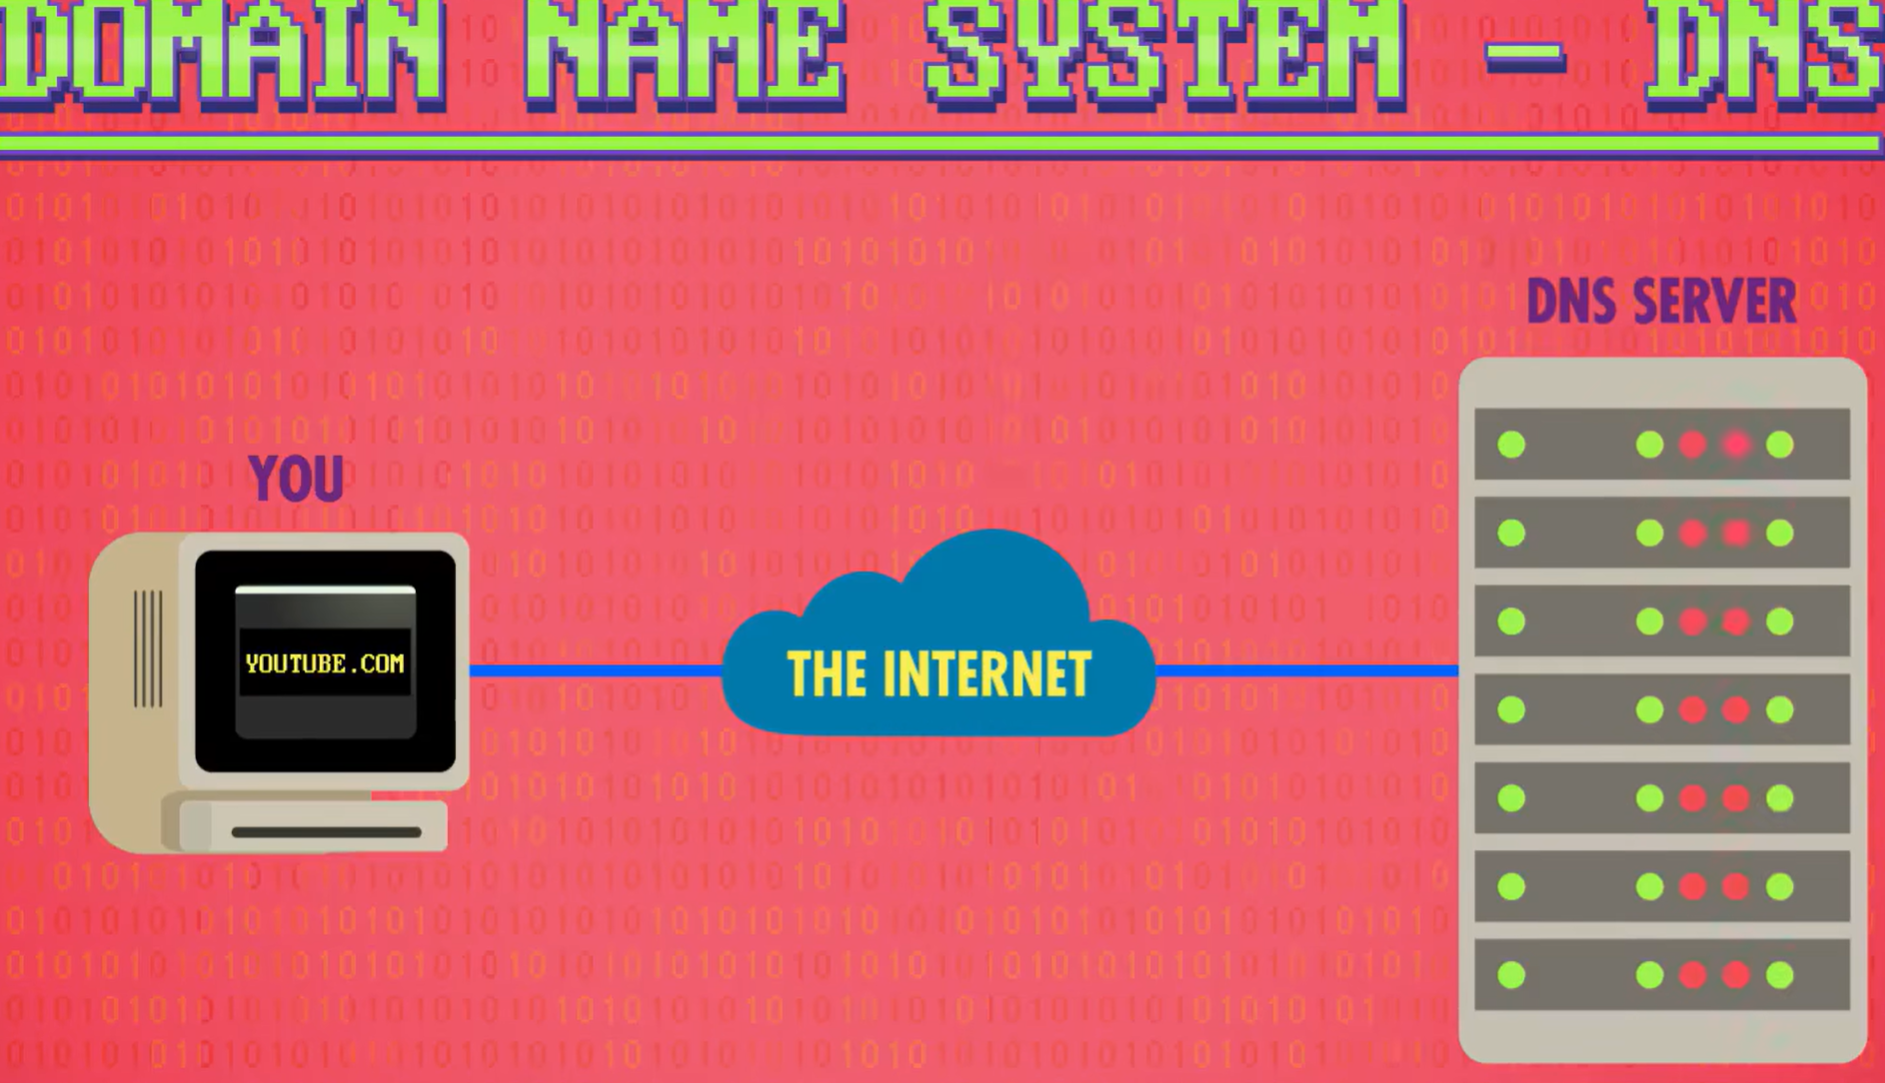 DOMAIN NAME SYSTEM - DNS
DNS SERVER
YOU
YOUTUBE.COM
THE INTERNET